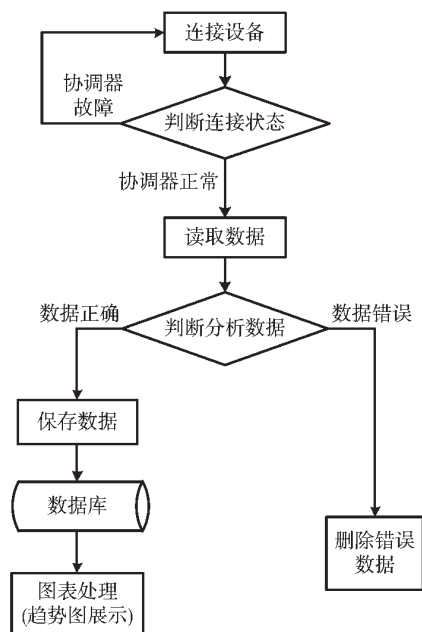 连接设备
协调器
故障
判断连接状态
协调器正常
读取数据
数据正确
判断分析数据
数据错误
保存数据
数据库
删除错误
数据
图表处理
(趋势图展示)